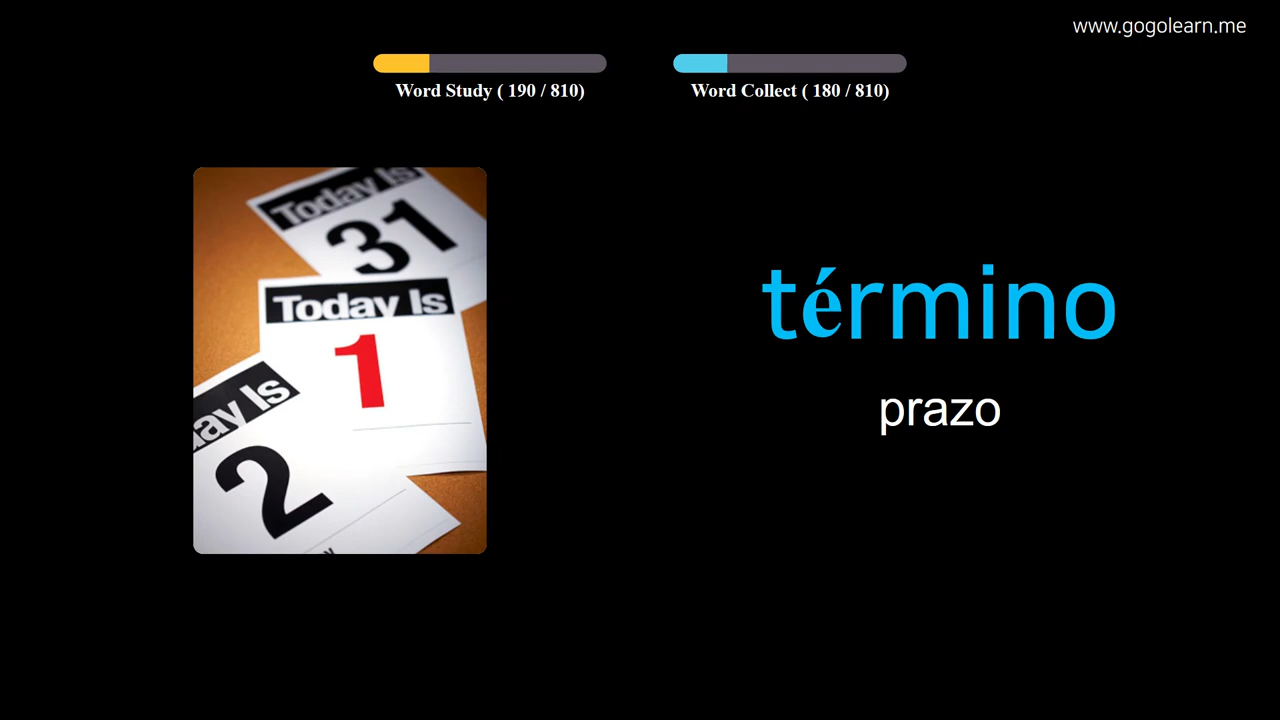 www.gogolearn.me
Word Study ( 190 / 810)
Word Collect ( 180 / 810)
Today Is
31
Today Is
1
ay Is
2
término
prazo